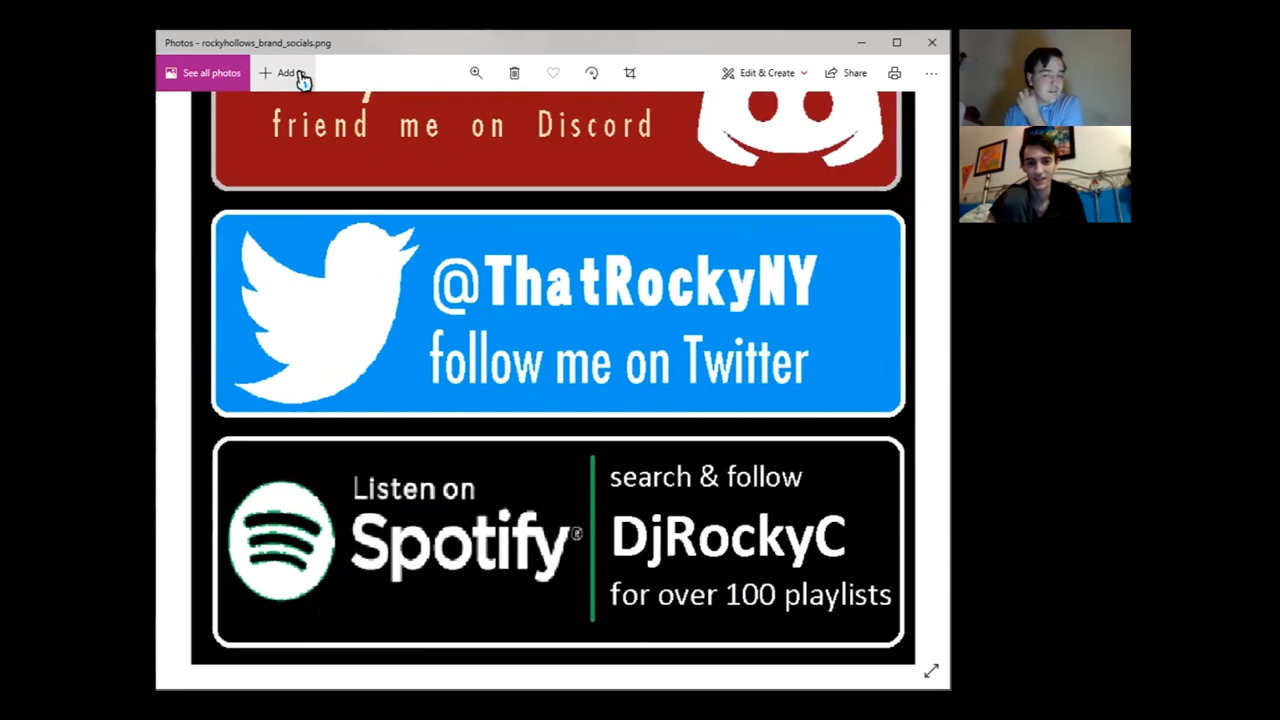 Photos - rockyhollows_brand_socials.png
See all photos
Add
Edit & Create
Share
friend me on Discord
@ThatRockyNY
follow me on Twitter
Listen on
Spotify®
search & follow
DjRockyC
for over 100 playlists